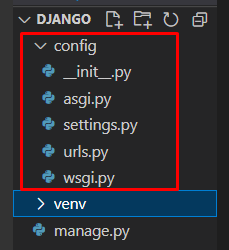 DJANGO
config
__init__.py
asgi.py
settings.py
urls.py
wsgi.py
venv
manage.py